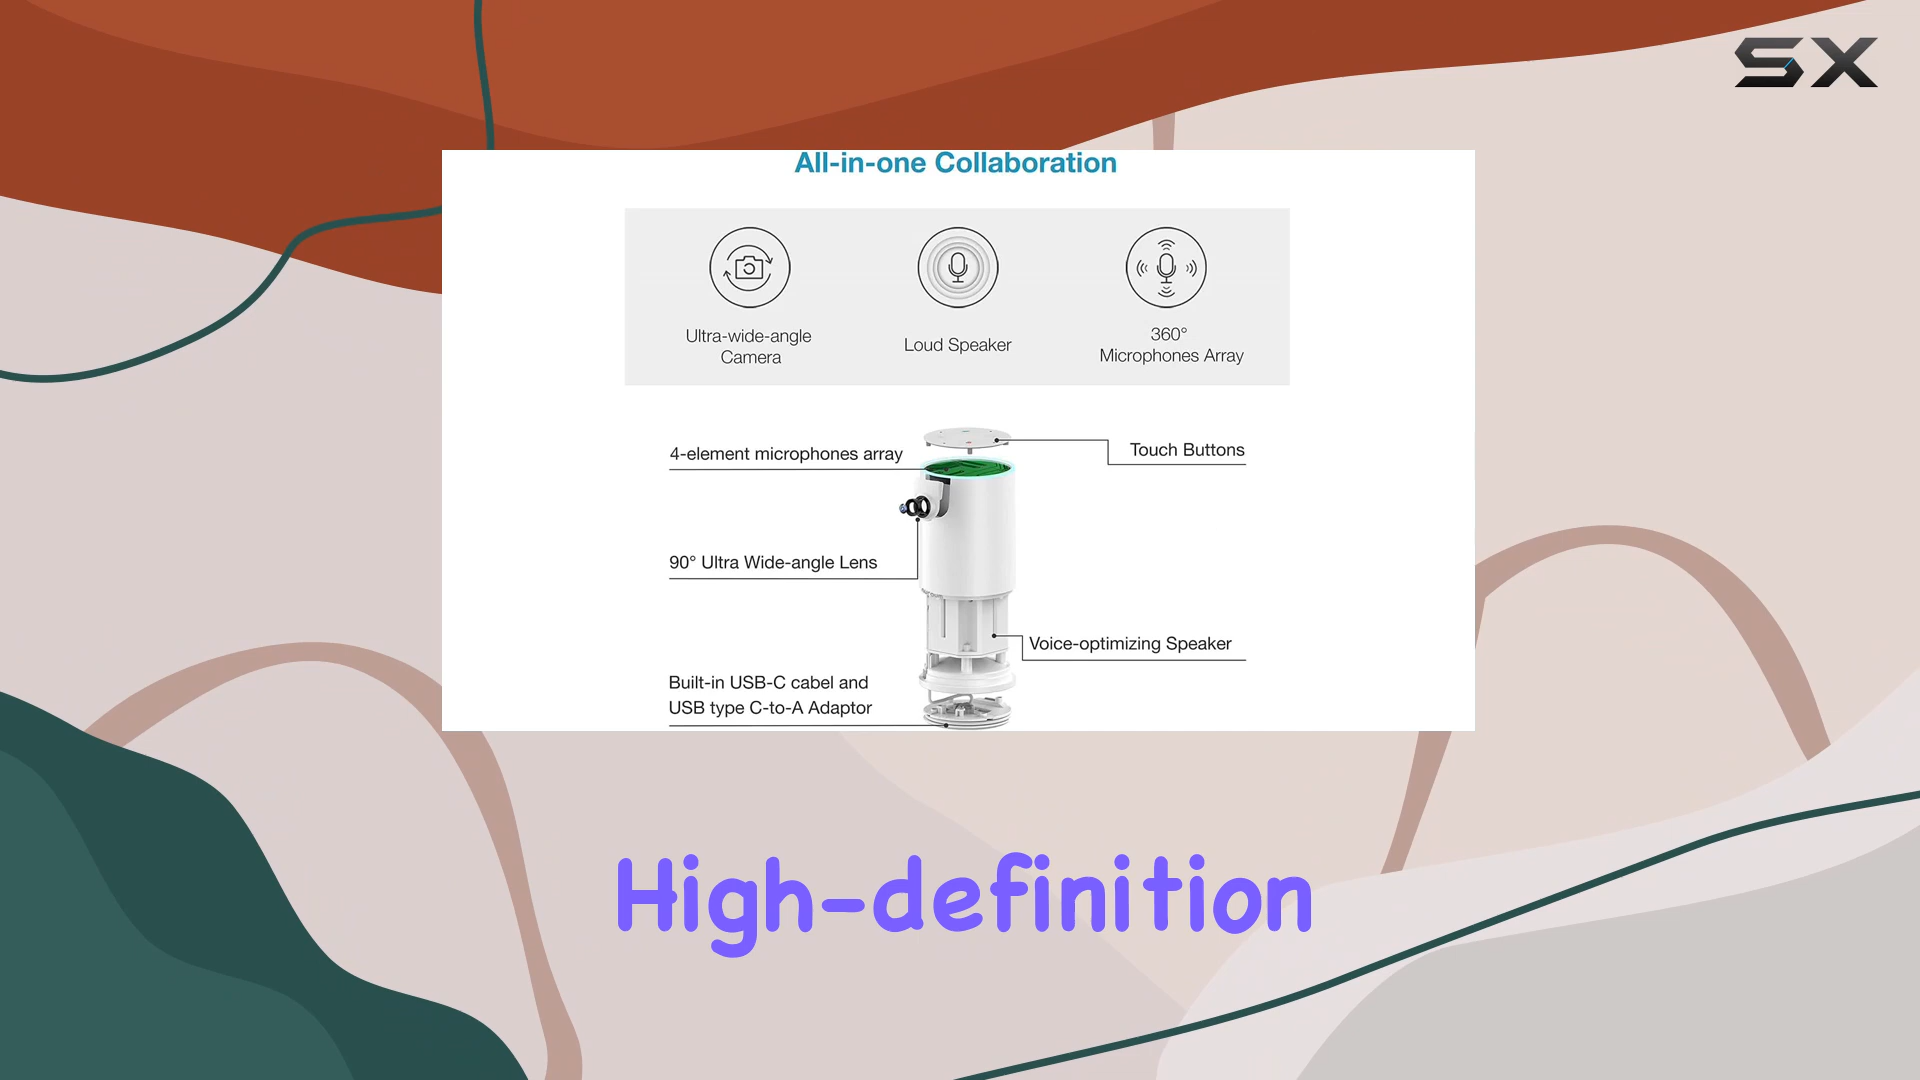 SX
All-in-one Collaboration
Ultra-wide-angle
Camera
Loud Speaker
360°
Microphones Array
4-element microphones array
Touch Buttons
90° Ultra Wide-angle Lens
Voice-optimizing Speaker
Built-in USB-C cabel and
USB type C-to-A Adaptor
High-definition